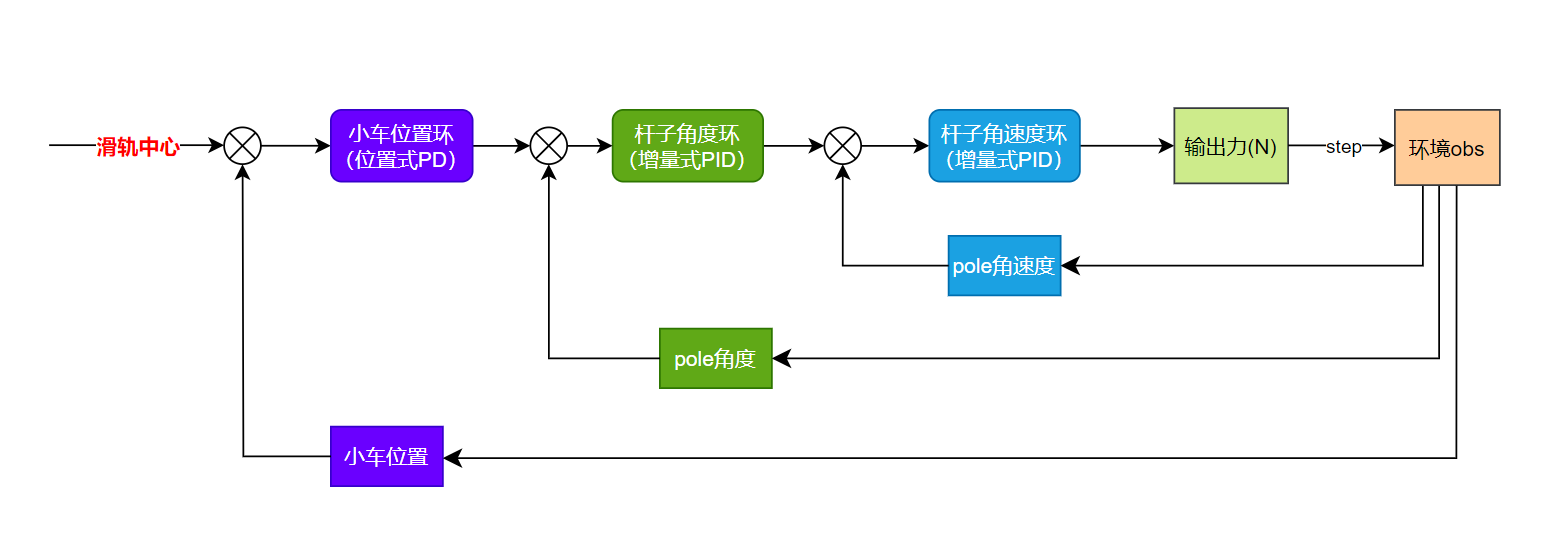 滑轨中心
小车位置环
（位置式PD）
杆子角度环
（增量式PID）
杆子角速度环
（增量式PID）
输出力(N)
step
环境obs
pole角速度
pole角度
小车位置